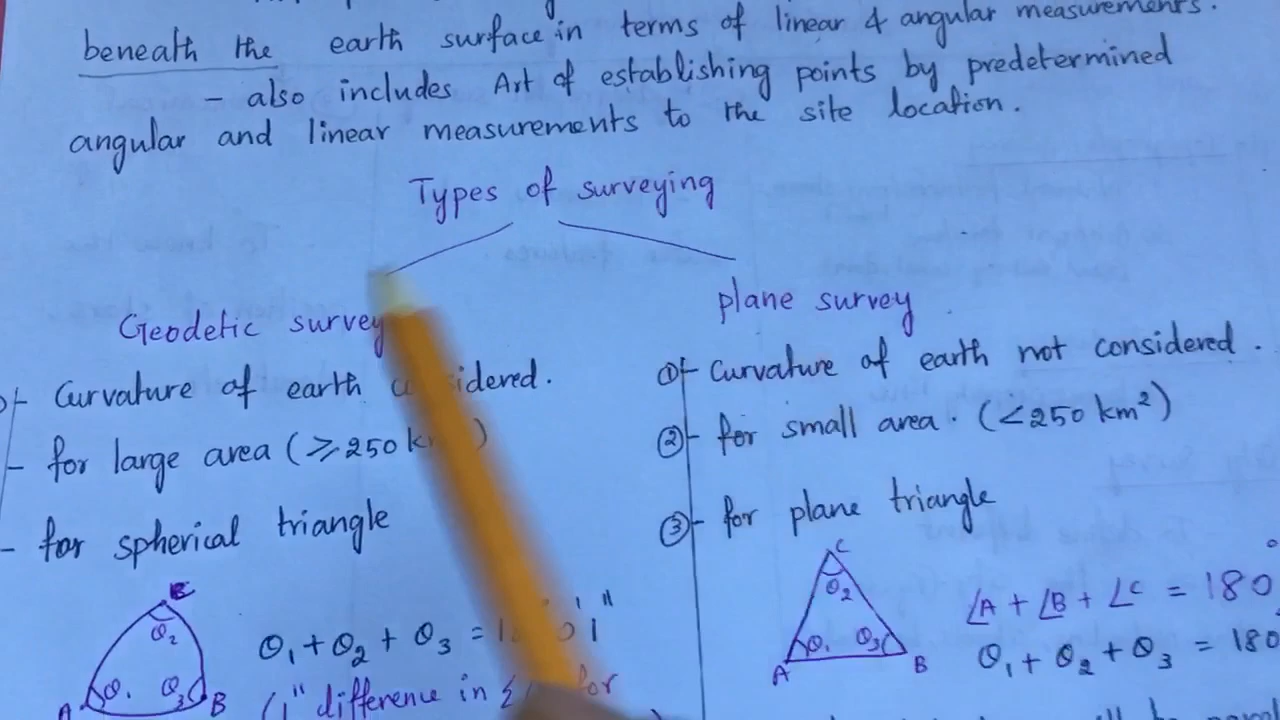 beneath the earth surface in terms of linear & angular measurements.
- also includes Art of establishing points by predetermined
angular and linear measurements to the site location.
Types of surveying
Geodetic survey
- Curvature of earth considered.
- for large area (≥250 k )
- for spherical triangle
θ₂
A θ₁ θ₃ B
θ₁ + θ₂ + θ₃ =
(1" difference in for
plane survey
①- Curvature of earth not considered.
②- for small area. (<250 km²)
③- for plane triangle
C
θ₂
A θ₁ θ₃ B
∠A + ∠B + ∠C = 180°
θ₁ + θ₂ + θ₃ = 180